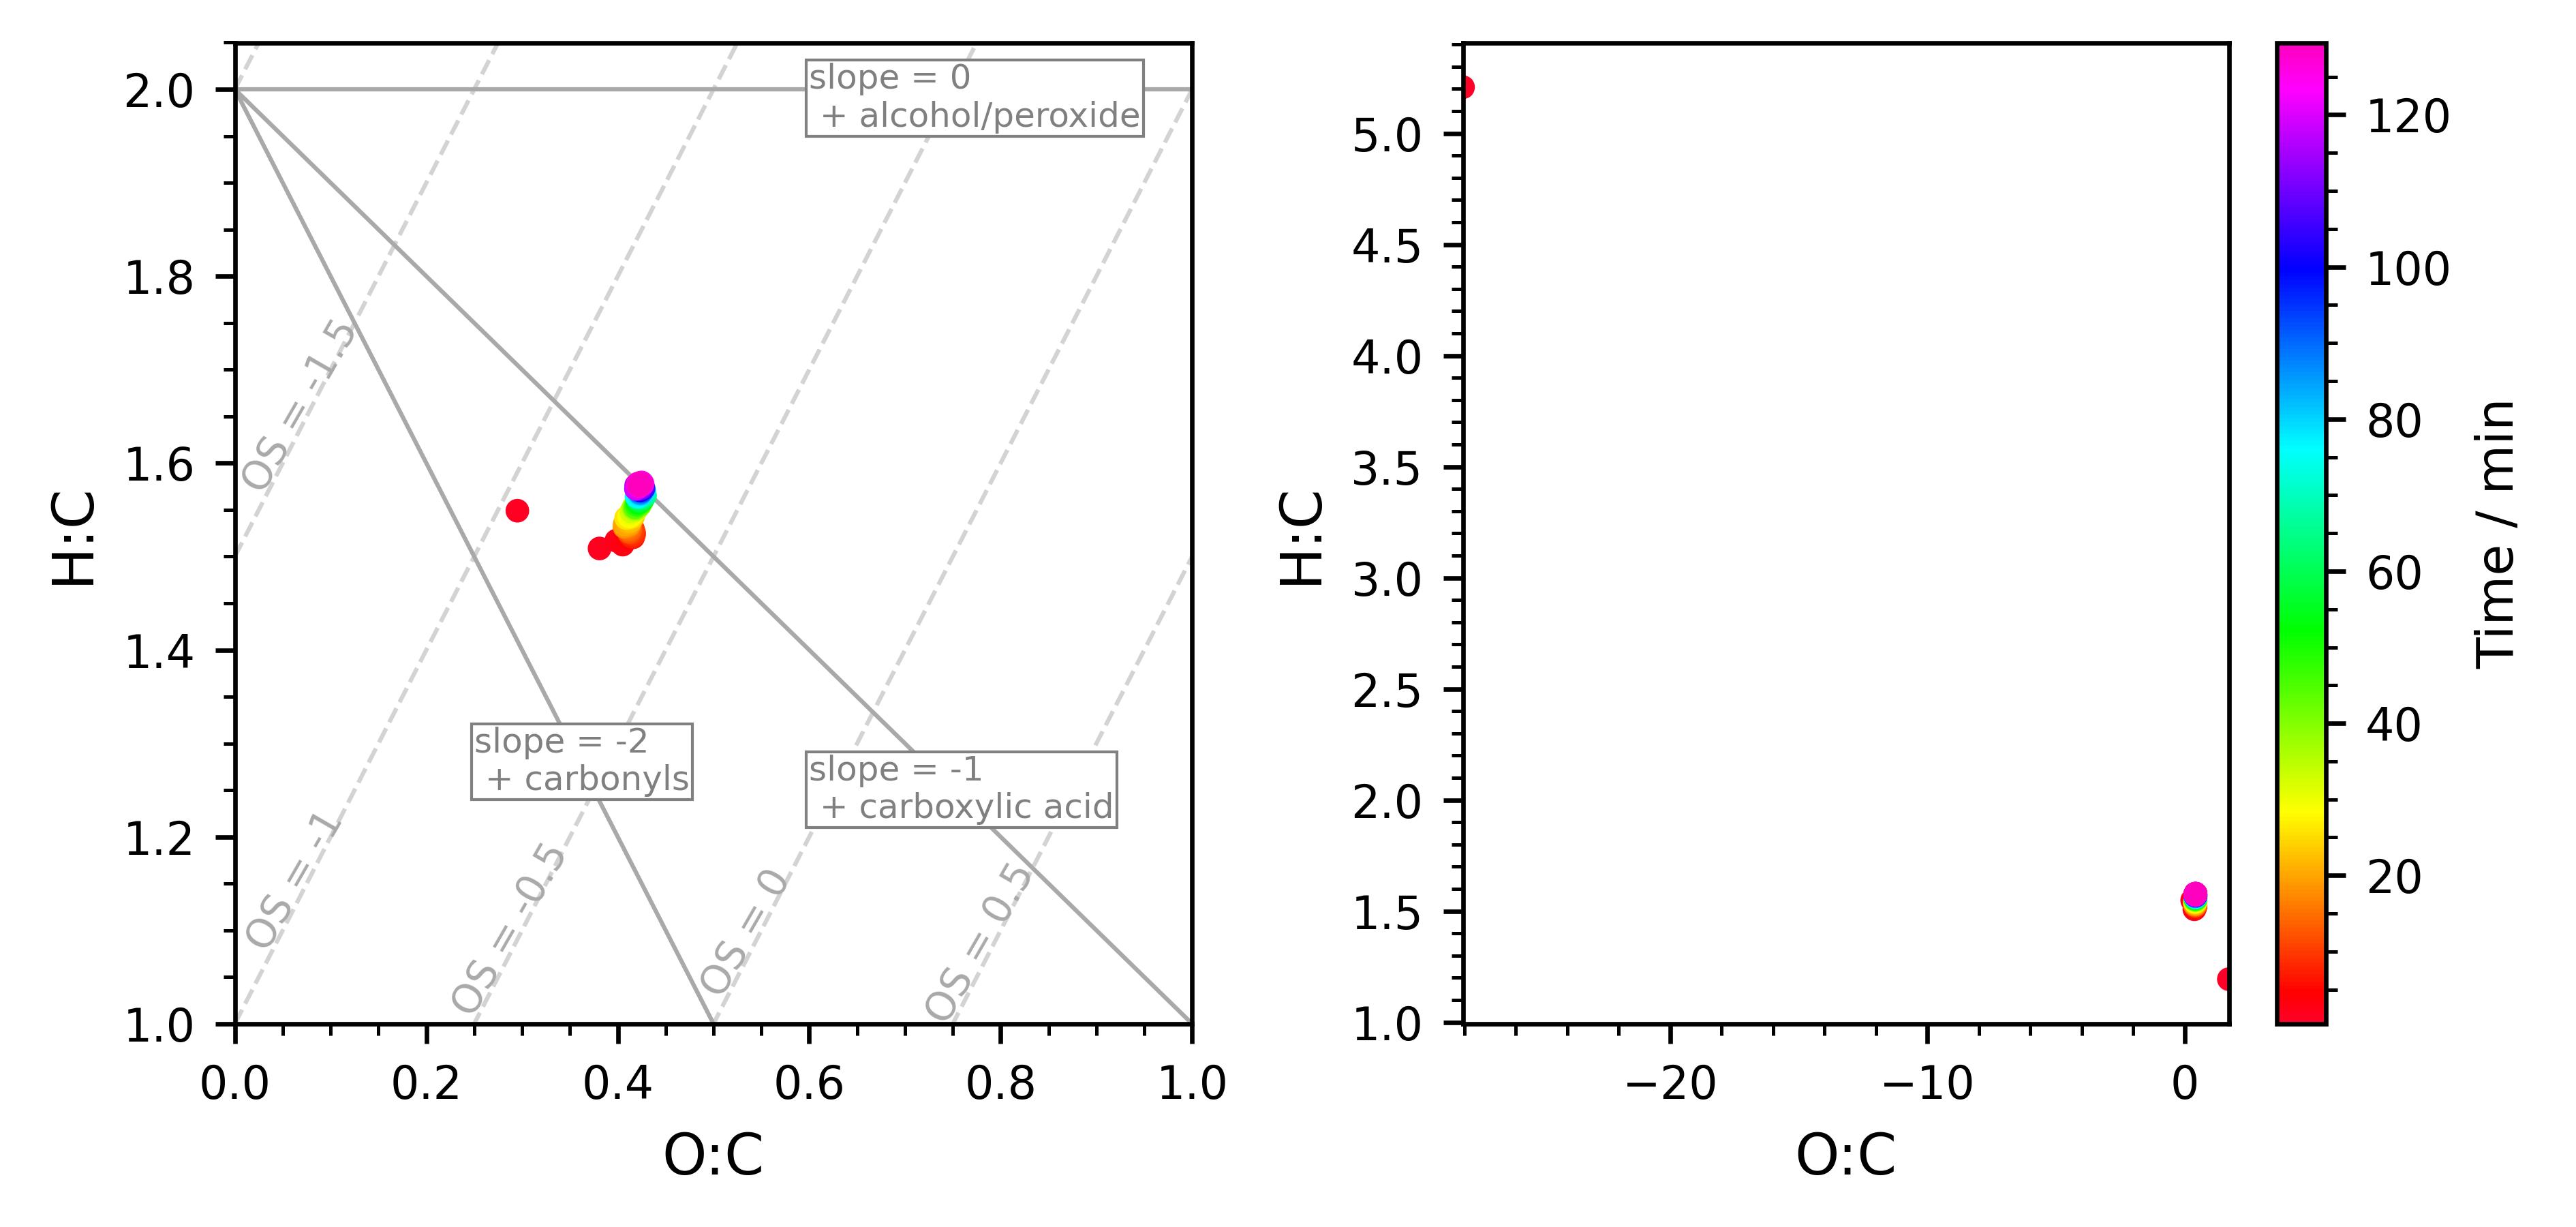 2.0
1.8
1.6
1.4
1.2
1.0
H:C
0.0 0.2 0.4 0.6 0.8 1.0
O:C
slope = 0
+ alcohol/peroxide
slope = -2
+ carbonyls
slope = -1
+ carboxylic acid
OS = -1.5
OS = -1
OS = -0.5
OS = 0
OS = 0.5
5.0
4.5
4.0
3.5
3.0
2.5
2.0
1.5
1.0
H:C
−20 −10 0
O:C
120
100
80
60
40
20
Time / min